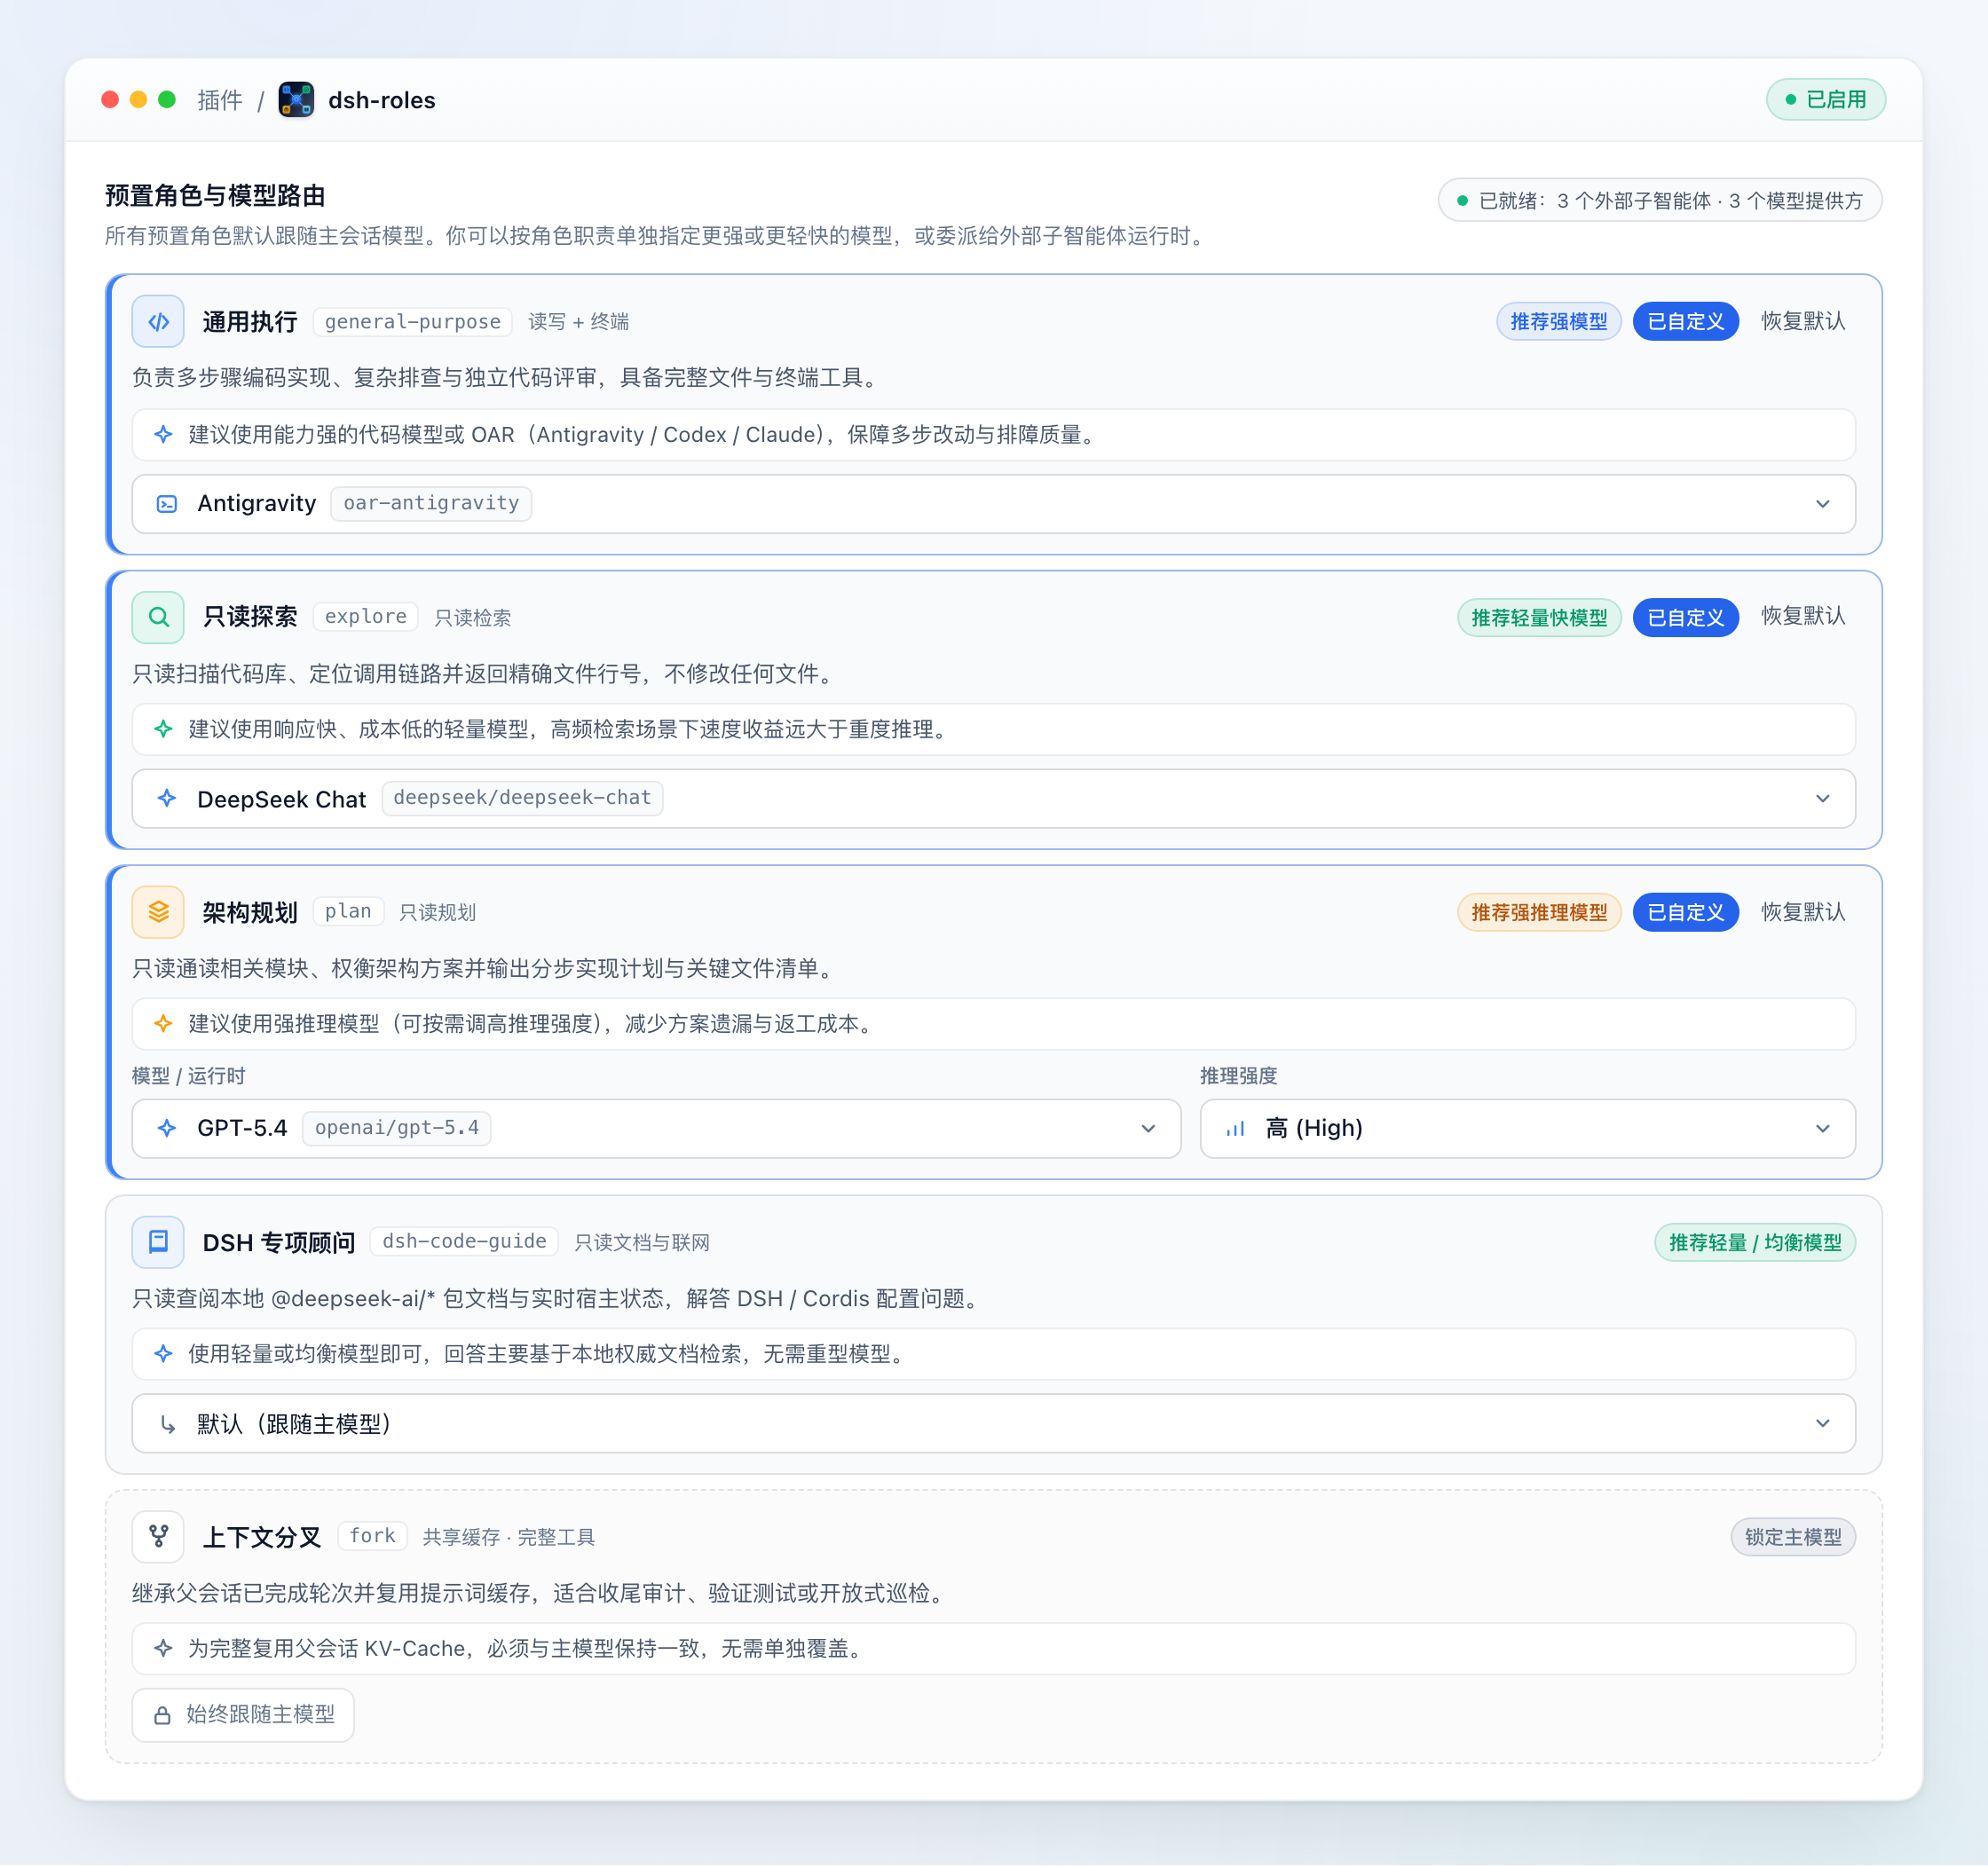 插件 / dsh-roles
已启用
预置角色与模型路由
已就绪：3 个外部子智能体 · 3 个模型提供方
所有预置角色默认跟随主会话模型。你可以按角色职责单独指定更强或更轻快的模型，或委派给外部子智能体运行时。
通用执行 general-purpose 读写 + 终端
推荐强模型 已自定义 恢复默认
负责多步骤编码实现、复杂排查与独立代码评审，具备完整文件与终端工具。
建议使用能力强的代码模型或 OAR（Antigravity / Codex / Claude），保障多步改动与排障质量。
Antigravity oar-antigravity
只读探索 explore 只读检索
推荐轻量快模型 已自定义 恢复默认
只读扫描代码库、定位调用链路并返回精确文件行号，不修改任何文件。
建议使用响应快、成本低的轻量模型，高频检索场景下速度收益远大于重度推理。
DeepSeek Chat deepseek/deepseek-chat
架构规划 plan 只读规划
推荐强推理模型 已自定义 恢复默认
只读通读相关模块、权衡架构方案并输出分步实现计划与关键文件清单。
建议使用强推理模型（可按需调高推理强度），减少方案遗漏与返工成本。
模型 / 运行时
推理强度
GPT-5.4 openai/gpt-5.4
高 (High)
DSH 专项顾问 dsh-code-guide 只读文档与联网
推荐轻量 / 均衡模型
只读查阅本地 @deepseek-ai/* 包文档与实时宿主状态，解答 DSH / Cordis 配置问题。
使用轻量或均衡模型即可，回答主要基于本地权威文档检索，无需重型模型。
默认（跟随主模型）
上下文分叉 fork 共享缓存 · 完整工具
锁定主模型
继承父会话已完成轮次并复用提示词缓存，适合收尾审计、验证测试或开放式巡检。
为完整复用父会话 KV-Cache，必须与主模型保持一致，无需单独覆盖。
始终跟随主模型